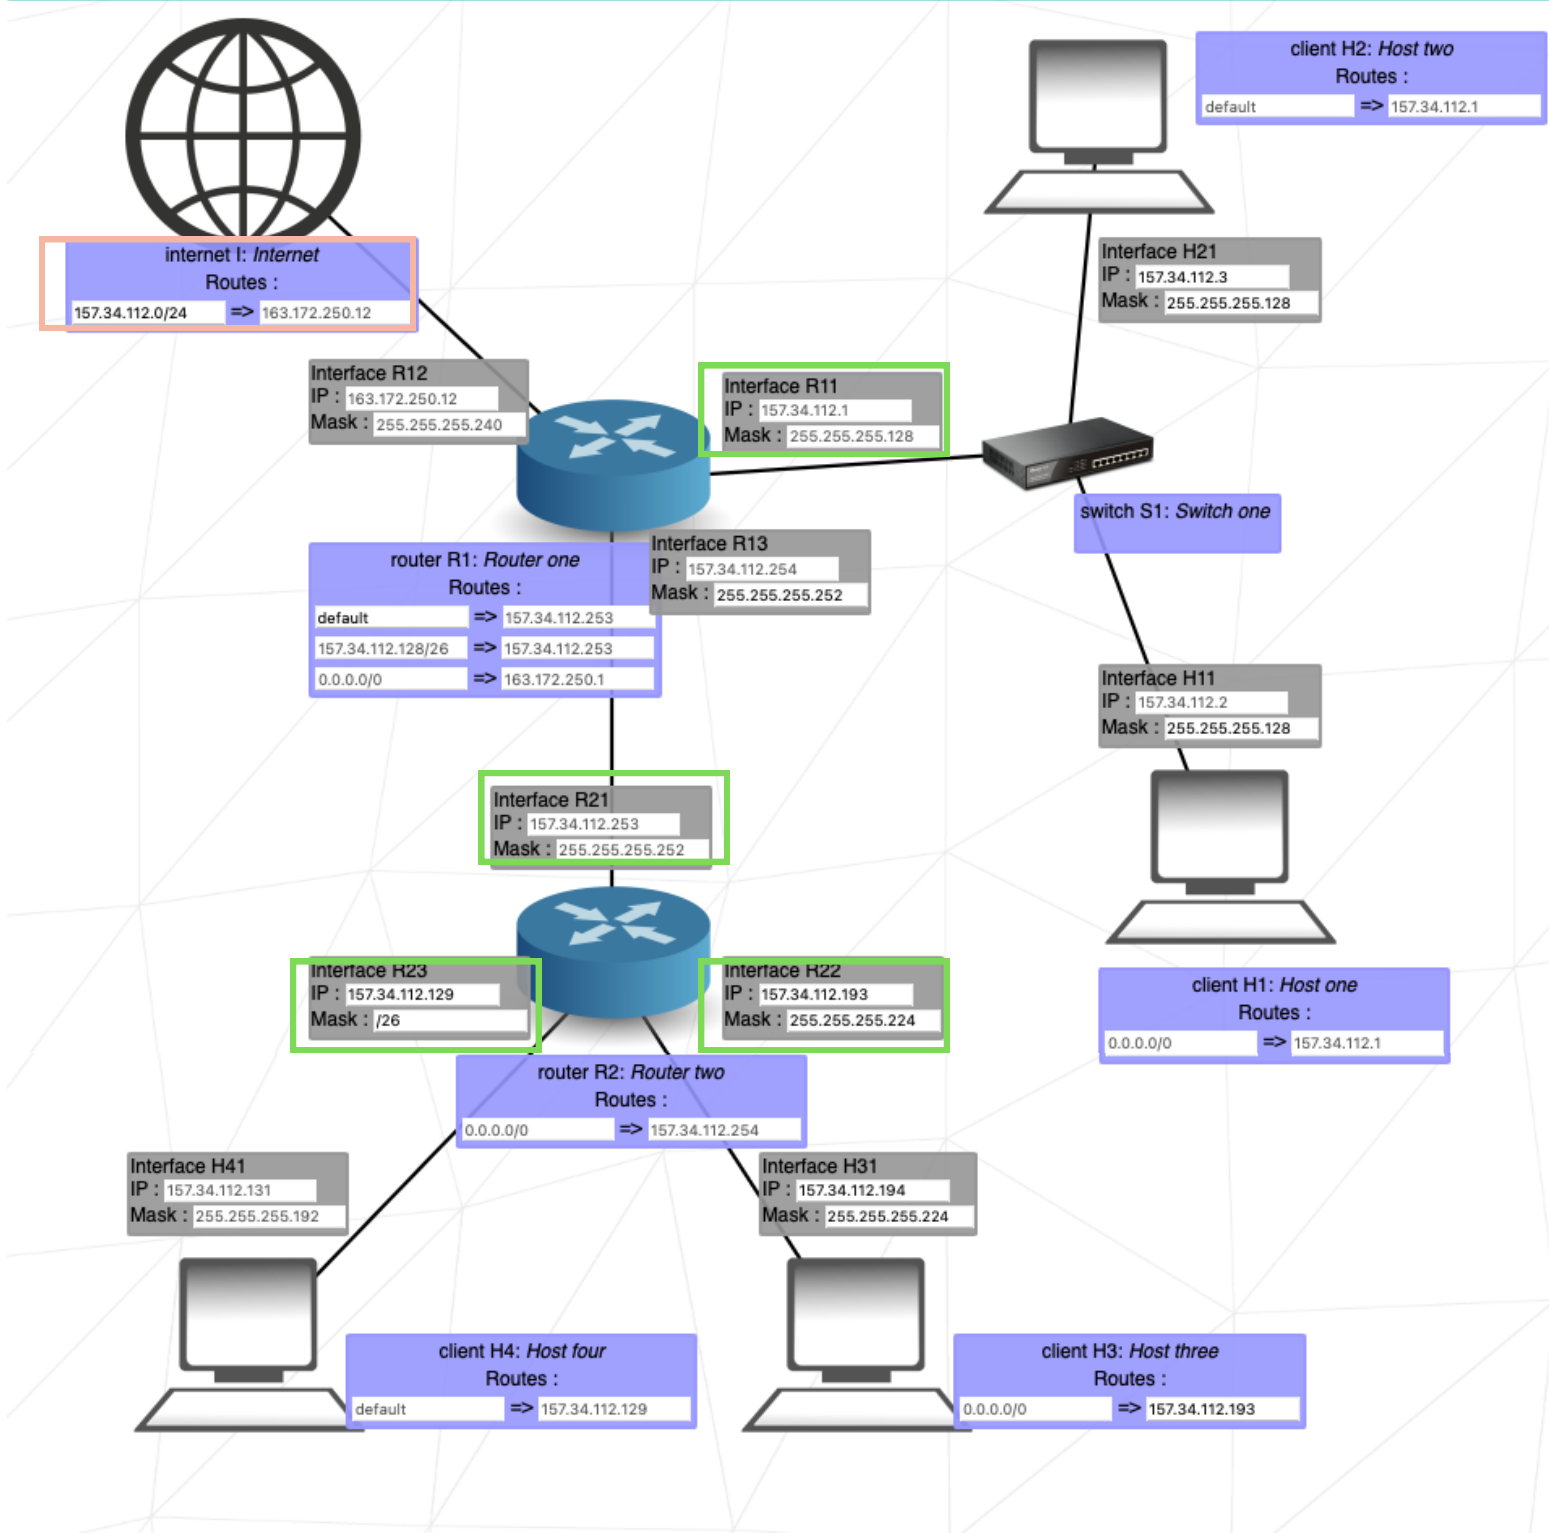 client H2: Host two
Routes :
default => 157.34.112.1
Interface H21
IP : 157.34.112.3
Mask : 255.255.255.128
internet I: Internet
Routes :
157.34.112.0/24 => 163.172.250.12
Interface R12
IP : 163.172.250.12
Mask : 255.255.255.240
Interface R11
IP : 157.34.112.1
Mask : 255.255.255.128
switch S1: Switch one
Interface R13
IP : 157.34.112.254
Mask : 255.255.255.252
router R1: Router one
Routes :
default => 157.34.112.253
157.34.112.128/26 => 157.34.112.253
0.0.0.0/0 => 163.172.250.1
Interface H11
IP : 157.34.112.2
Mask : 255.255.255.128
Interface R21
IP : 157.34.112.253
Mask : 255.255.255.252
Interface R23
IP : 157.34.112.129
Mask : /26
Interface R22
IP : 157.34.112.193
Mask : 255.255.255.224
client H1: Host one
Routes :
0.0.0.0/0 => 157.34.112.1
router R2: Router two
Routes :
0.0.0.0/0 => 157.34.112.254
Interface H41
IP : 157.34.112.131
Mask : 255.255.255.192
Interface H31
IP : 157.34.112.194
Mask : 255.255.255.224
client H4: Host four
Routes :
default => 157.34.112.129
client H3: Host three
Routes :
0.0.0.0/0 => 157.34.112.193